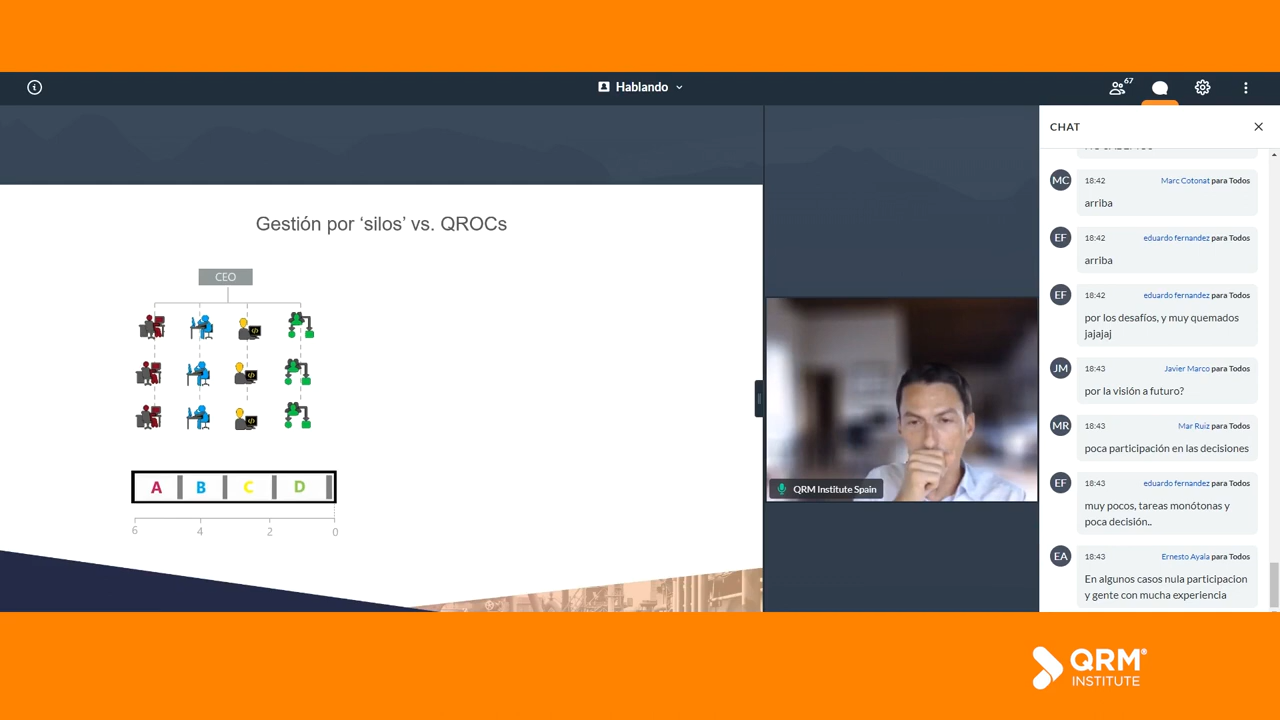 Hablando
67
Gestión por ‘silos’ vs. QROCs
CEO
A B C D
6 4 2 0
QRM Institute Spain
CHAT
MC 18:42 Marc Cotonat para Todos
arriba
EF 18:42 eduardo fernandez para Todos
arriba
EF 18:42 eduardo fernandez para Todos
por los desafíos, y muy quemados
jajajaj
JM 18:43 Javier Marco para Todos
por la visión a futuro?
MR 18:43 Mar Ruiz para Todos
poca participación en las decisiones
EF 18:43 eduardo fernandez para Todos
muy pocos, tareas monótonas y
poca decisión..
EA 18:43 Ernesto Ayala para Todos
En algunos casos nula participacion
y gente con mucha experiencia
QRM®
INSTITUTE